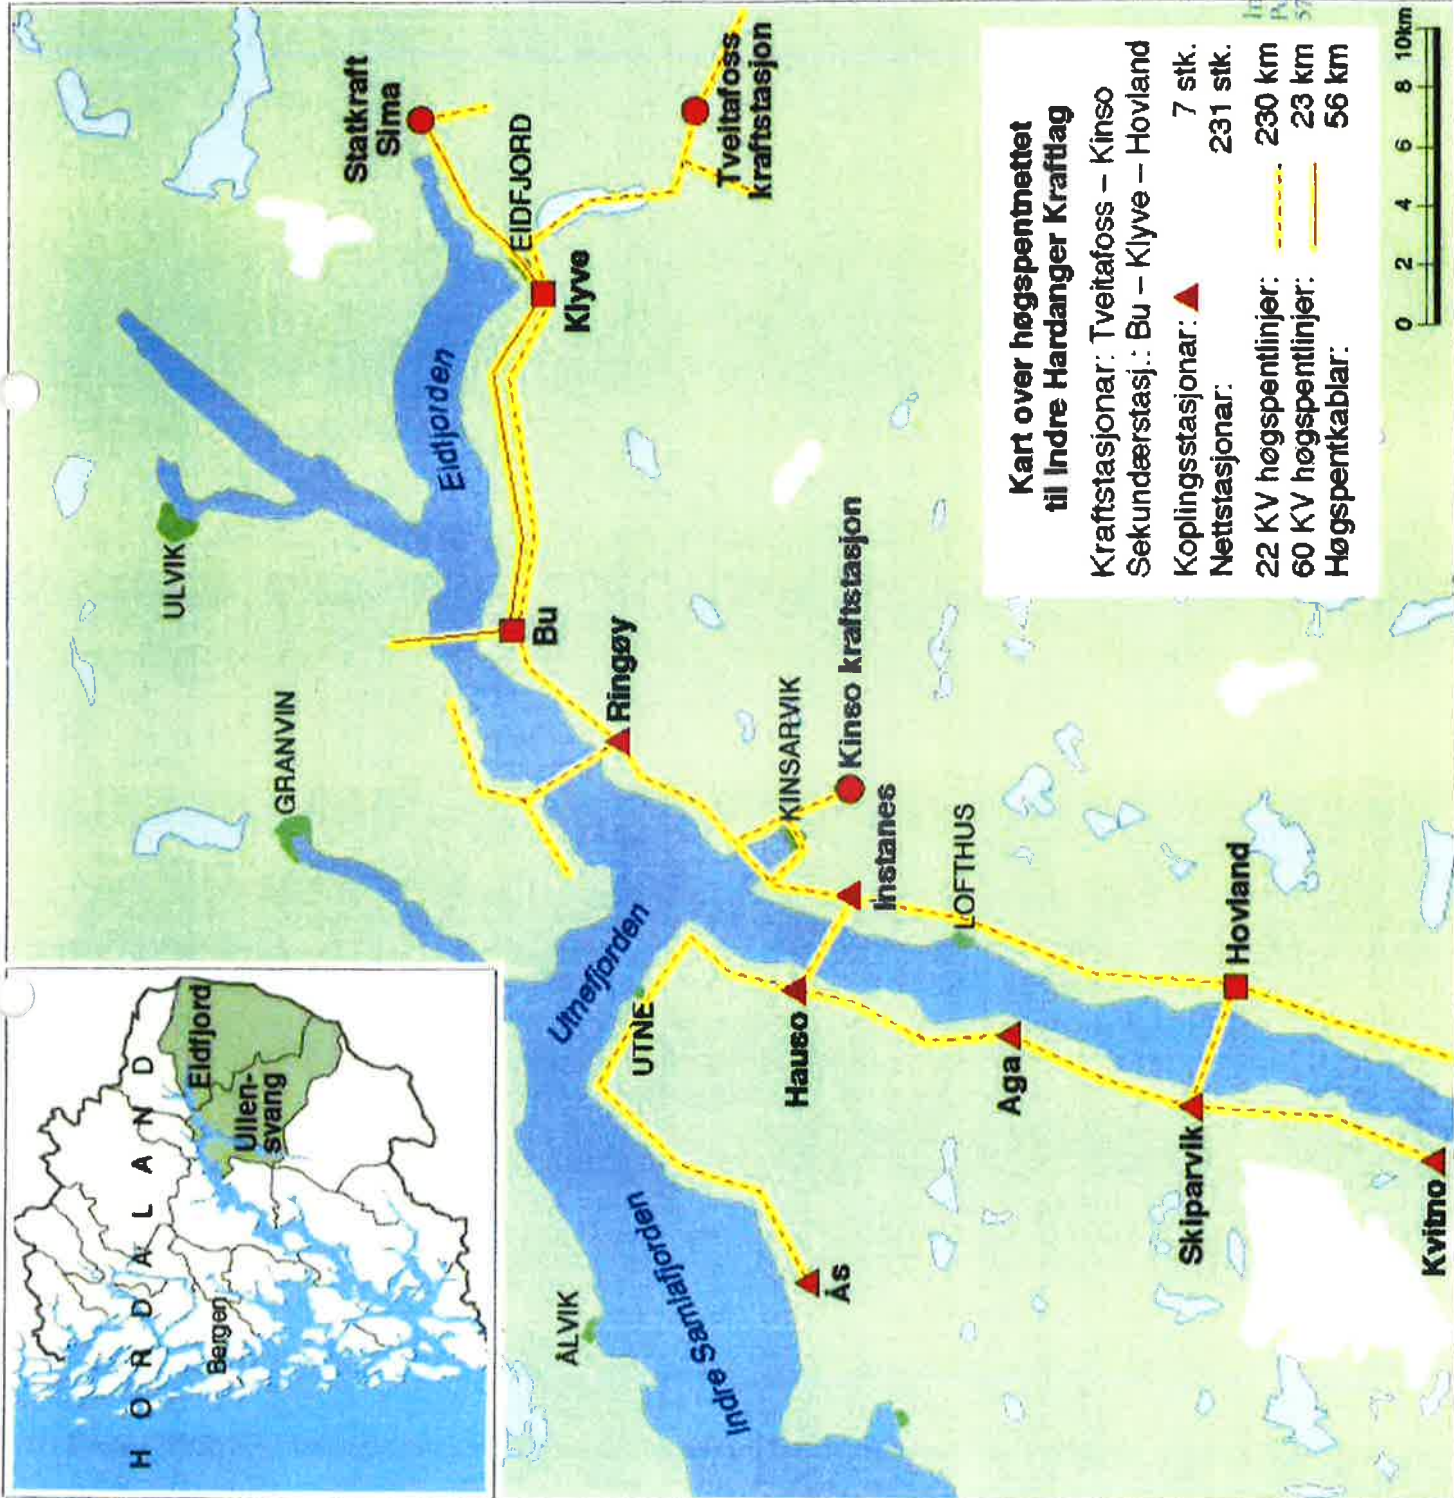 HORDALAND
Eidfjord
Ullen-
svang
Bergen
Statkraft
Sima
EIDFJORD
Tveitafoss
kraftstasjon
Klyve
Eidfjorden
ULVIK
Bu
Ringøy
GRANVIN
KINSARVIK
Kinso kraftstasjon
Instanes
LOFTHUS
Hovland
Utnefjorden
UTNE
Hauso
Aga
Skiparvik
Kvitno
Ås
ÅLVIK
Indre Samlafjorden
Kart over høgspentnettet
til Indre Hardanger Kraftlag
Kraftstasjonar: Tveitafoss – Kinso
Sekundærstasj.: Bu – Klyve – Hovland
Koplingsstasjonar: 7 stk.
Nettstasjonar: 231 stk.
22 KV høgspentlinjer: 230 km
60 KV høgspentlinjer: 23 km
Høgspentkablar: 56 km
0 2 4 6 8 10km